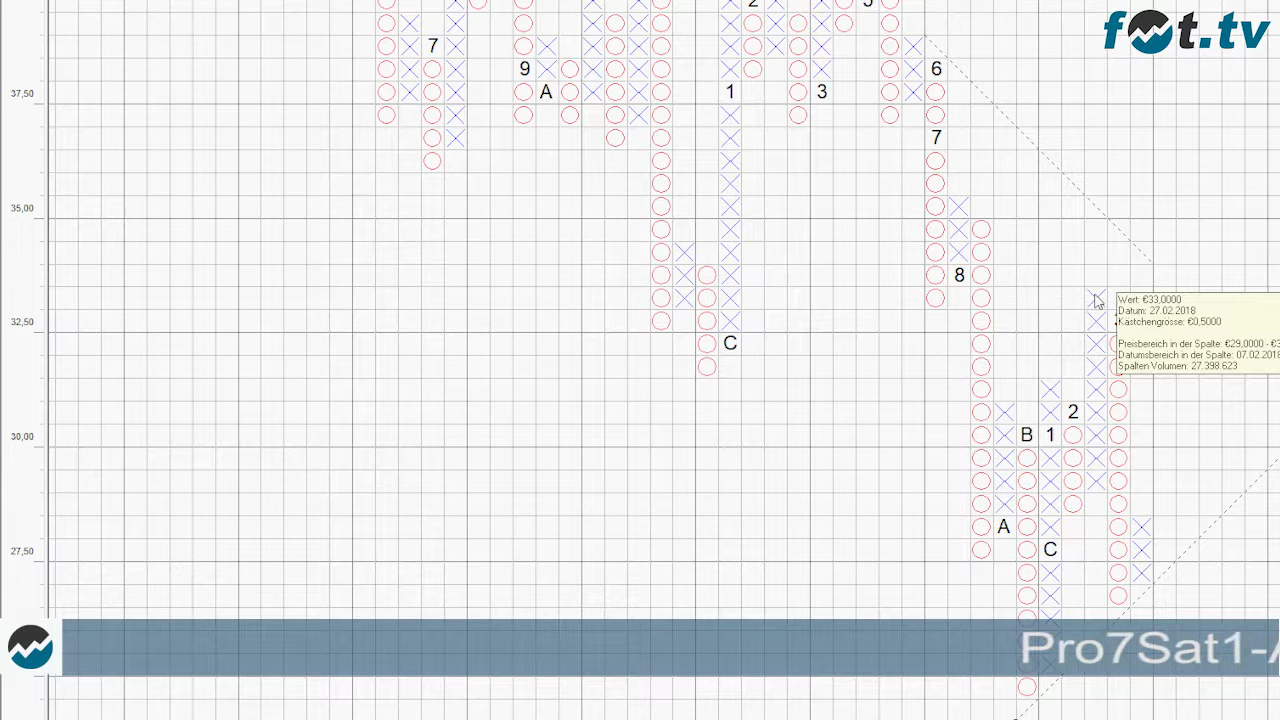 2
5
f t.tv
7
9
6
37,50
A
1
3
7
35,00
8
Wert: €33,0000
Datum: 27.02.2018
Kästchengrösse: €0,5000
32,50
C
Preisbereich in der Spalte: €29,0000 - €3
Datumsbereich in der Spalte: 07.02.2018
Spalten Volumen: 27.398.623
2
30,00
B
1
A
27,50
C
Pro7Sat1-A